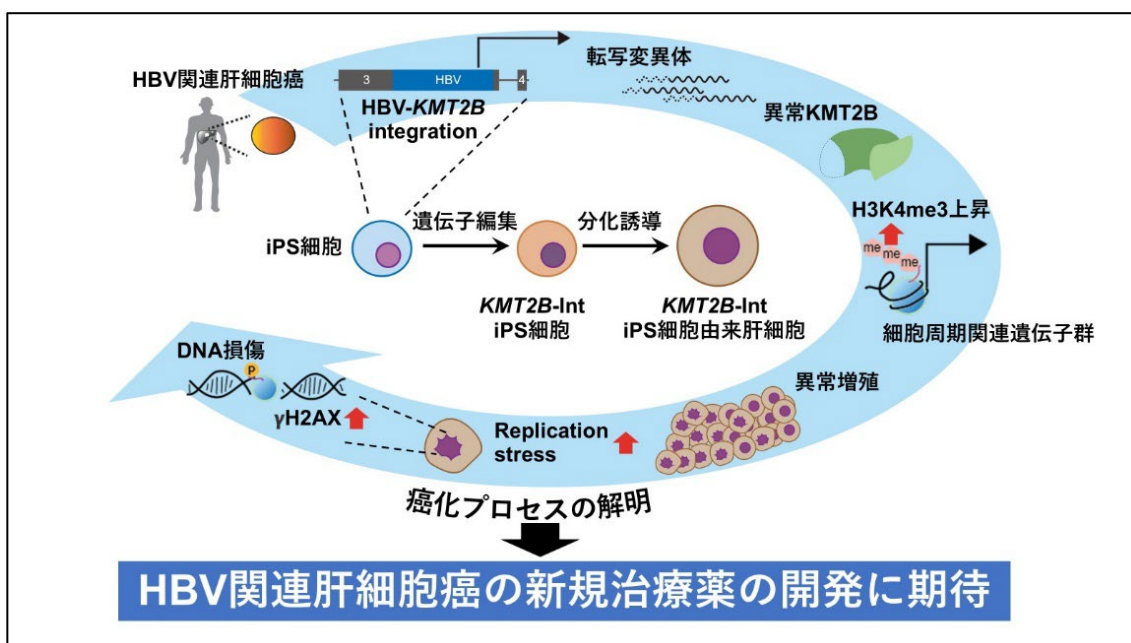 HBV関連肝細胞癌
3
HBV
4
HBV-KMT2B
integration
転写変異体
異常KMT2B
H3K4me3上昇
me
me
me
細胞周期関連遺伝子群
iPS細胞
遺伝子編集
分化誘導
KMT2B-Int
iPS細胞
KMT2B-Int
iPS細胞由来肝細胞
異常増殖
Replication
stress
DNA損傷
P
γH2AX
癌化プロセスの解明
HBV関連肝細胞癌の新規治療薬の開発に期待